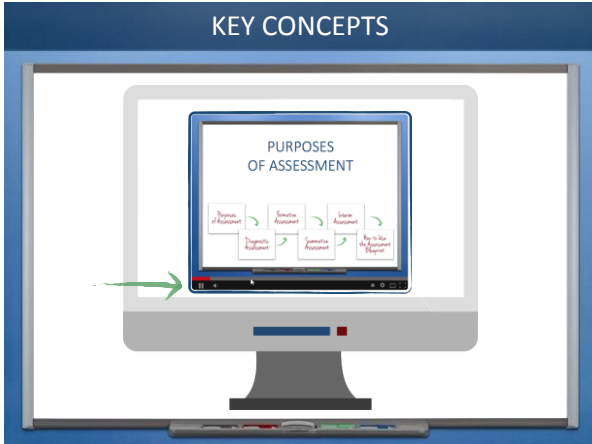 KEY CONCEPTS
PURPOSES
OF ASSESSMENT
Purposes
of Assessment
Diagnostic
Assessment
Formative
Assessment
Summative
Assessment
Interim
Assessment
How to Use
the Assessment
Blueprint